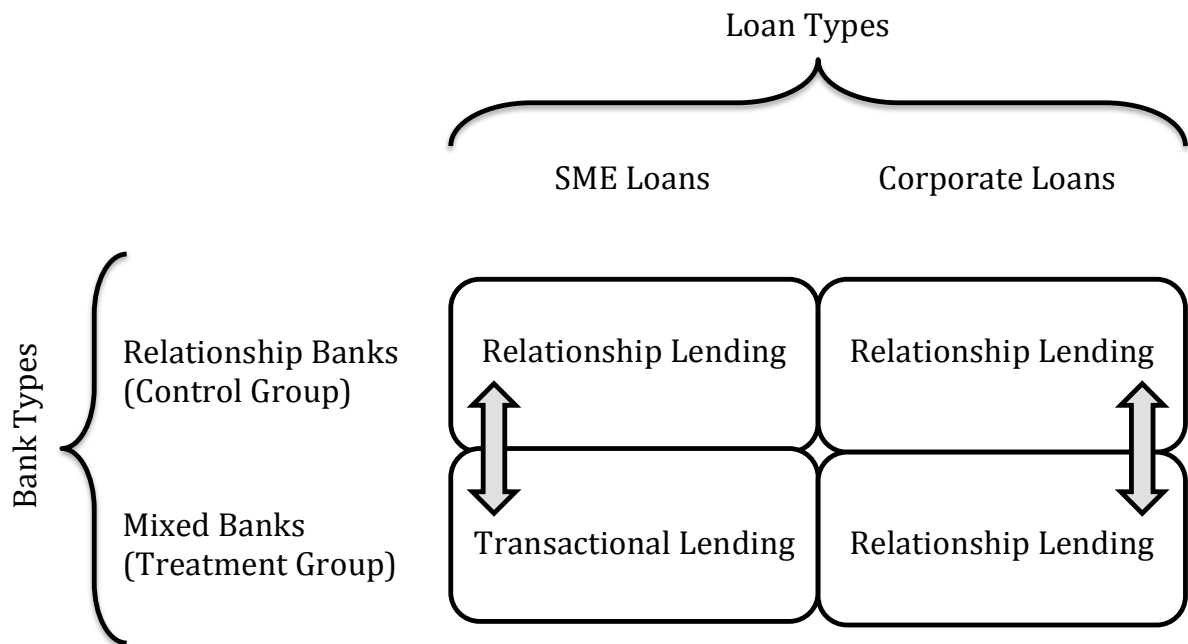 Loan Types
SME Loans
Corporate Loans
Bank Types
Relationship Banks
(Control Group)
Relationship Lending
Relationship Lending
Mixed Banks
(Treatment Group)
Transactional Lending
Relationship Lending